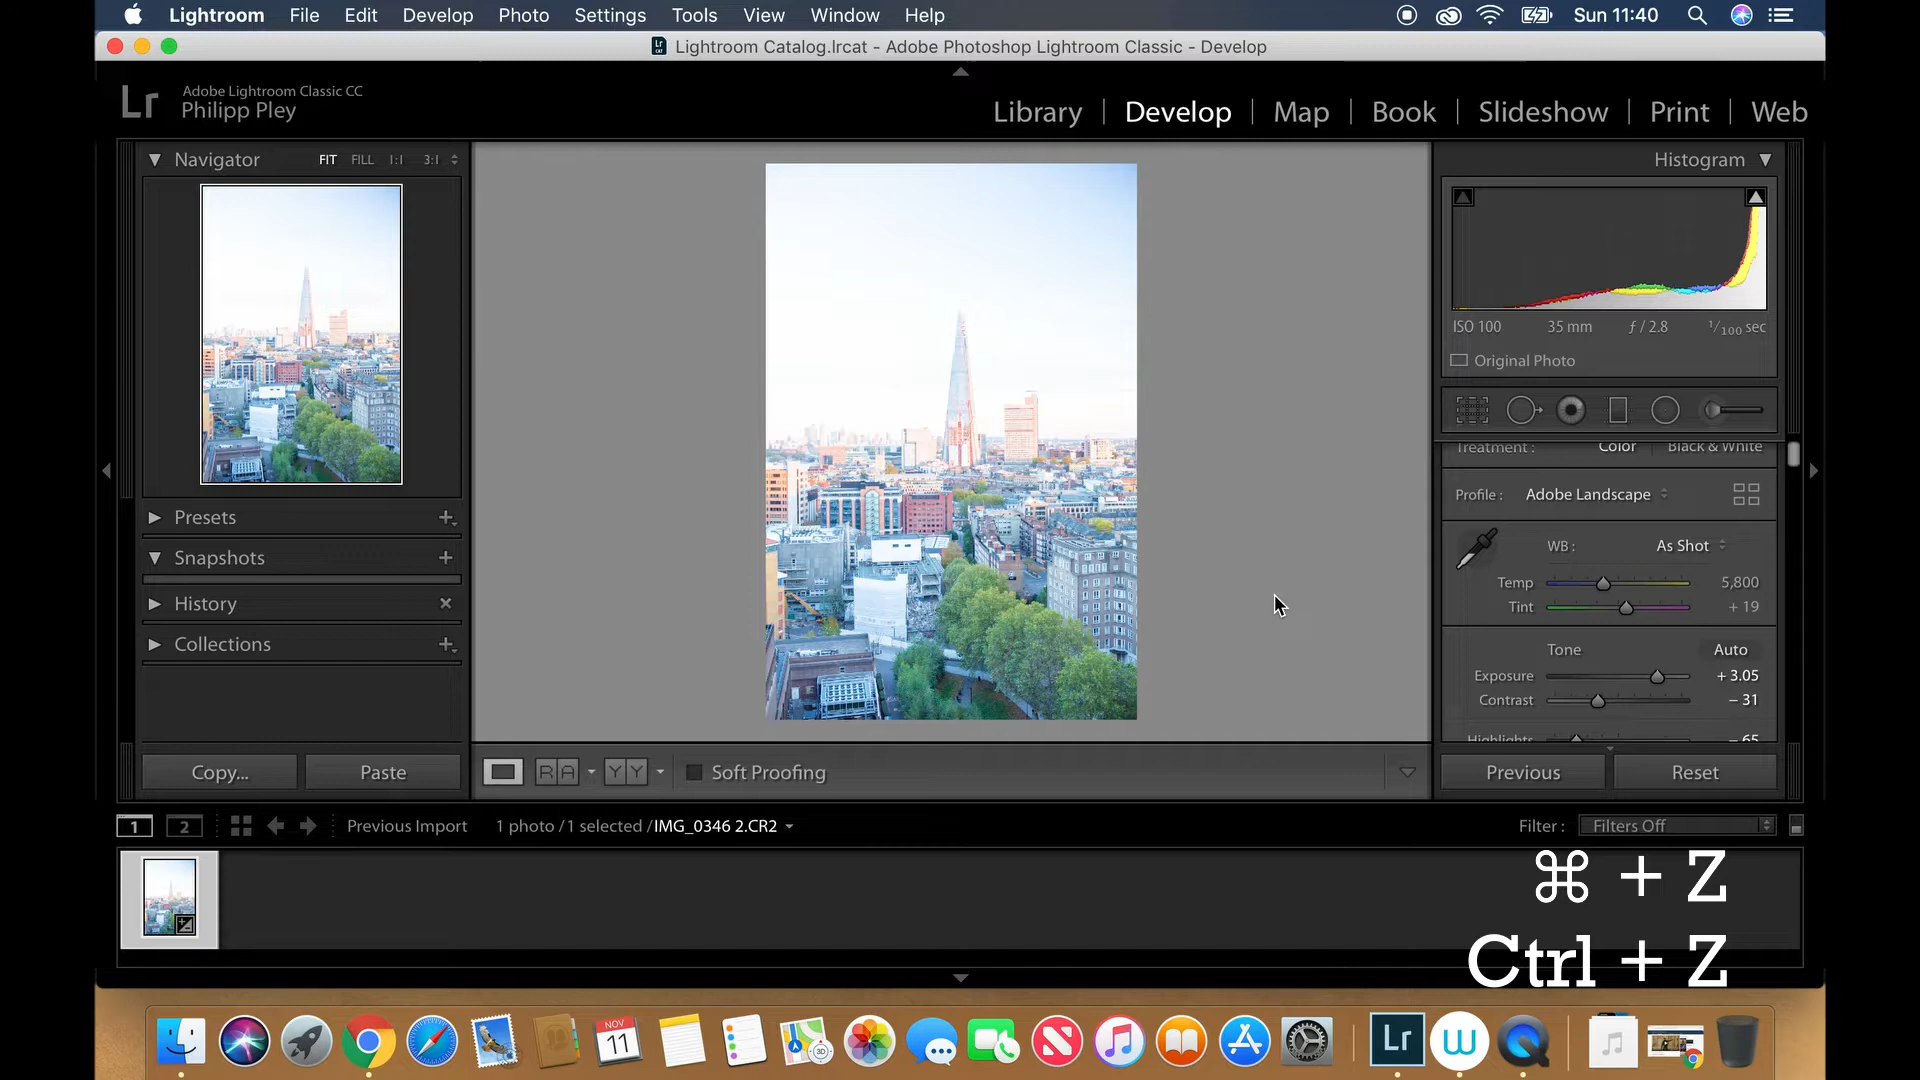 Lightroom File Edit Develop Photo Settings Tools View Window Help Sun 11:40
Lightroom Catalog.lrcat - Adobe Photoshop Lightroom Classic - Develop
Lr Adobe Lightroom Classic CC
Philipp Pley
Library | Develop | Map | Book | Slideshow | Print | Web
Navigator FIT FILL 1:1 3:1
Histogram
ISO 100 35 mm ƒ / 2.8 1/100 sec
Original Photo
Treatment : Color Black & White
Profile : Adobe Landscape
WB : As Shot
Temp 5,800
Tint + 19
Tone Auto
Exposure + 3.05
Contrast − 31
Highlights − 65
Presets
Snapshots
History
Collections
Copy... Paste
R A Y Y Soft Proofing
Previous Reset
1 2 Previous Import 1 photo / 1 selected / IMG_0346 2.CR2
Filter : Filters Off
⌘ + Z
Ctrl + Z
NOV
11
3D
Lr